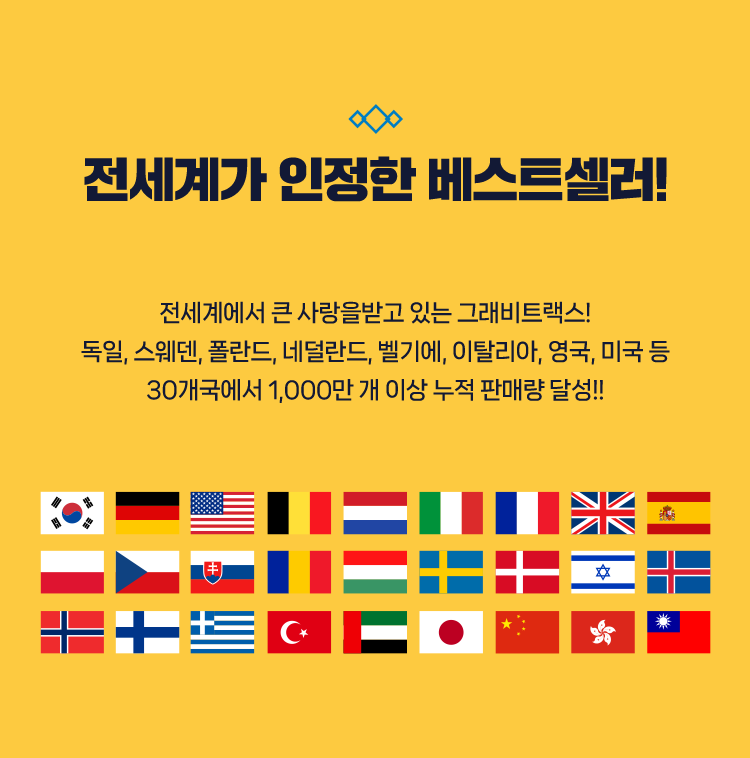 전세계가 인정한 베스트셀러!
전세계에서 큰 사랑을받고 있는 그래비트랙스!
독일, 스웨덴, 폴란드, 네덜란드, 벨기에, 이탈리아, 영국, 미국 등
30개국에서 1,000만 개 이상 누적 판매량 달성!!